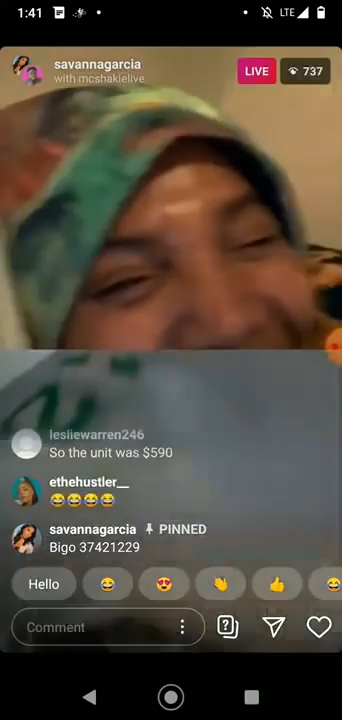 1:41
LTE
savannagarcia
with mcshakielive
LIVE
737
lesliewarren246
So the unit was $590
ethehustler__
savannagarcia PINNED
Bigo 37421229
Hello
Comment